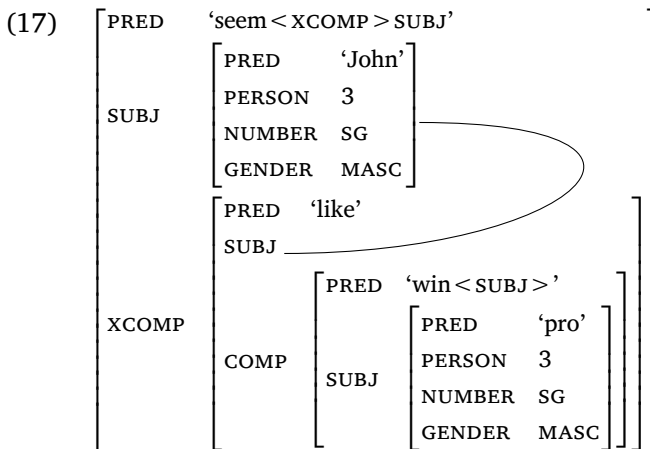 (17) PRED ‘seem<XCOMP>SUBJ’
PRED ‘John’
PERSON 3
SUBJ
NUMBER SG
GENDER MASC
PRED ‘like’
SUBJ
PRED ‘win<SUBJ>’
XCOMP
PRED ‘pro’
COMP
PERSON 3
SUBJ
NUMBER SG
GENDER MASC